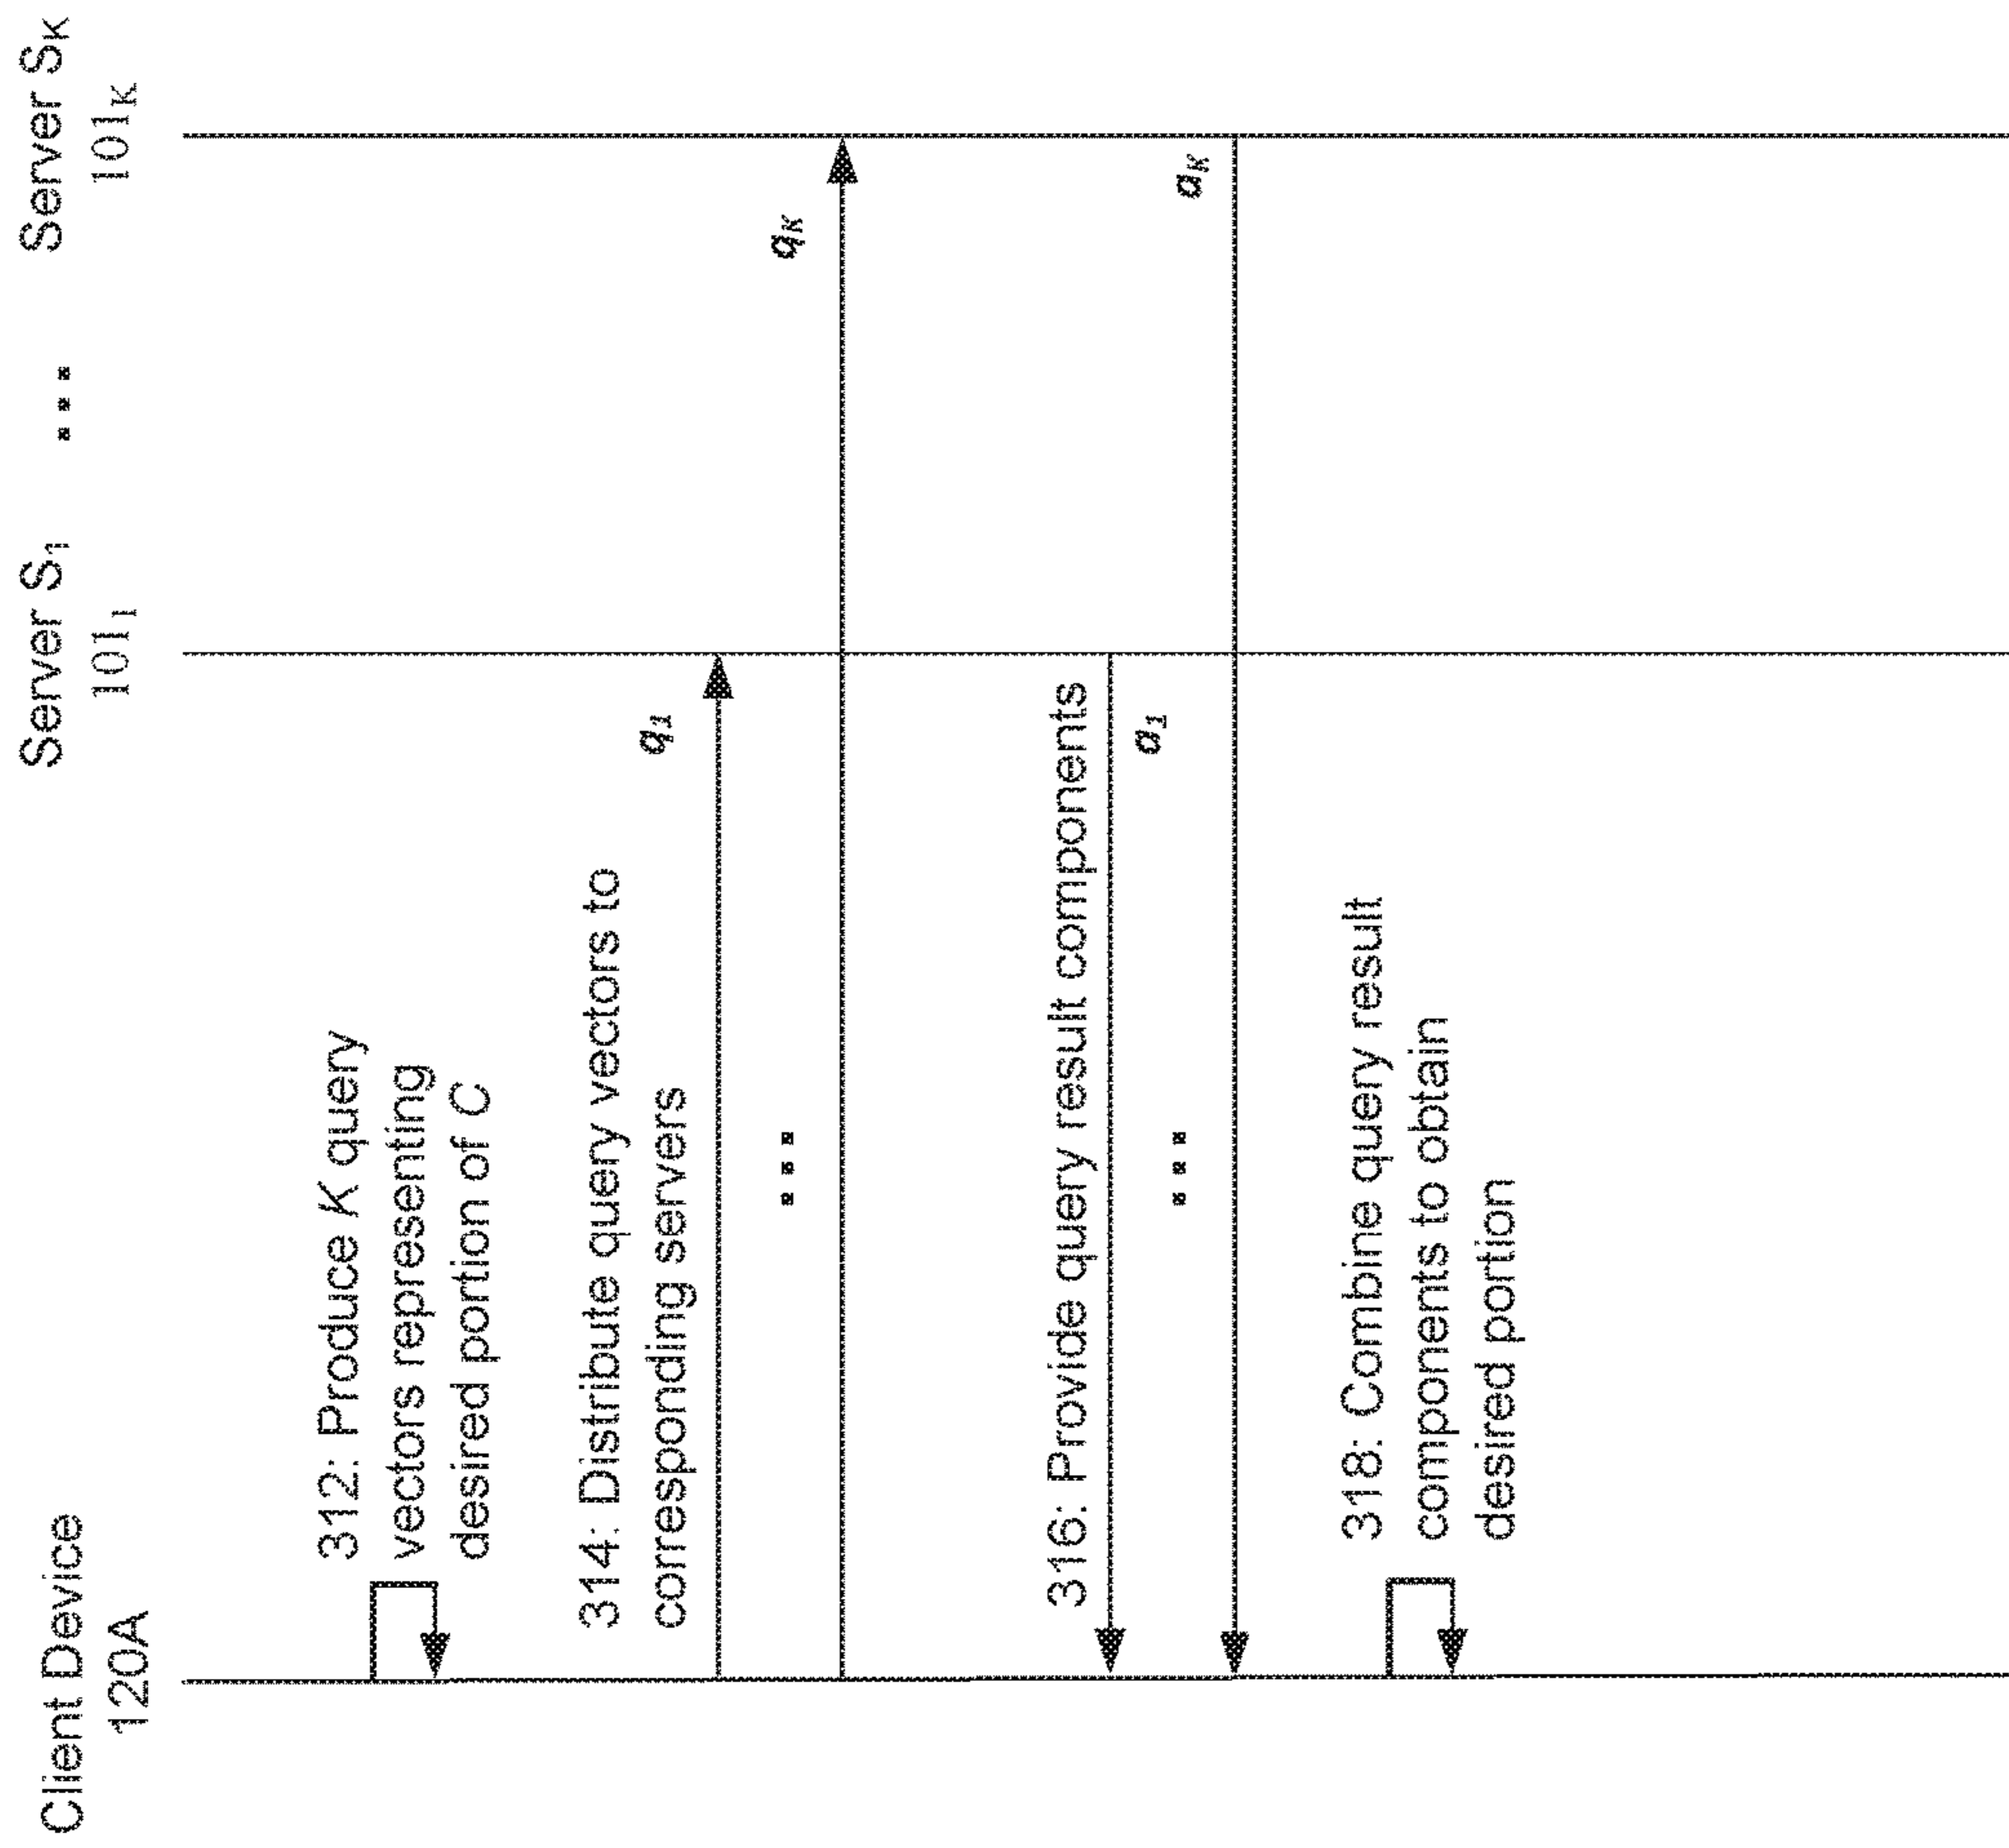 Client Device
120A
Server S₁
101₁
...
Server Sₖ
101ₖ
312: Produce K query
vectors representing
desired portion of C
314: Distribute query vectors to
corresponding servers
q₁
...
qₖ
316: Provide query result components
a₁
...
aₖ
318: Combine query result
components to obtain
desired portion